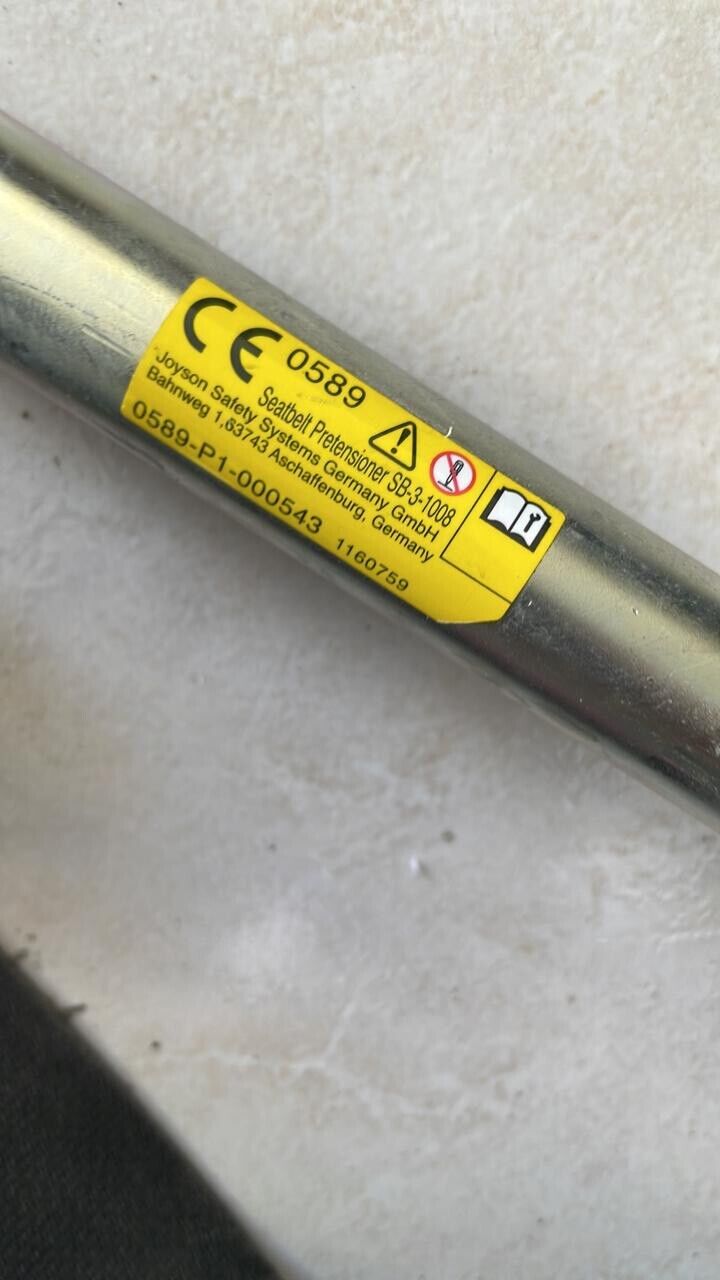 CE 0589
Seatbelt Pretensioner SB-3-1008
Joyson Safety Systems Germany GmbH
Bahnweg 1,63743 Aschaffenburg, Germany
0589-P1-000543 1160759